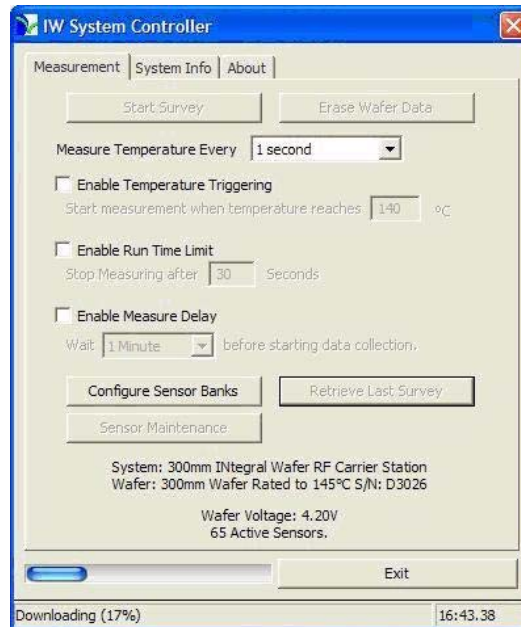 IW System Controller
Measurement System Info About
Start Survey Erase Wafer Data
Measure Temperature Every 1 second
Enable Temperature Triggering
Start measurement when temperature reaches 140 ºC
Enable Run Time Limit
Stop Measuring after 30 Seconds
Enable Measure Delay
Wait 1 Minute before starting data collection.
Configure Sensor Banks Retrieve Last Survey
Sensor Maintenance
System: 300mm INtegral Wafer RF Carrier Station
Wafer: 300mm Wafer Rated to 145ºC S/N: D3026
Wafer Voltage: 4.20V
65 Active Sensors.
Exit
Downloading (17%) 16:43.38